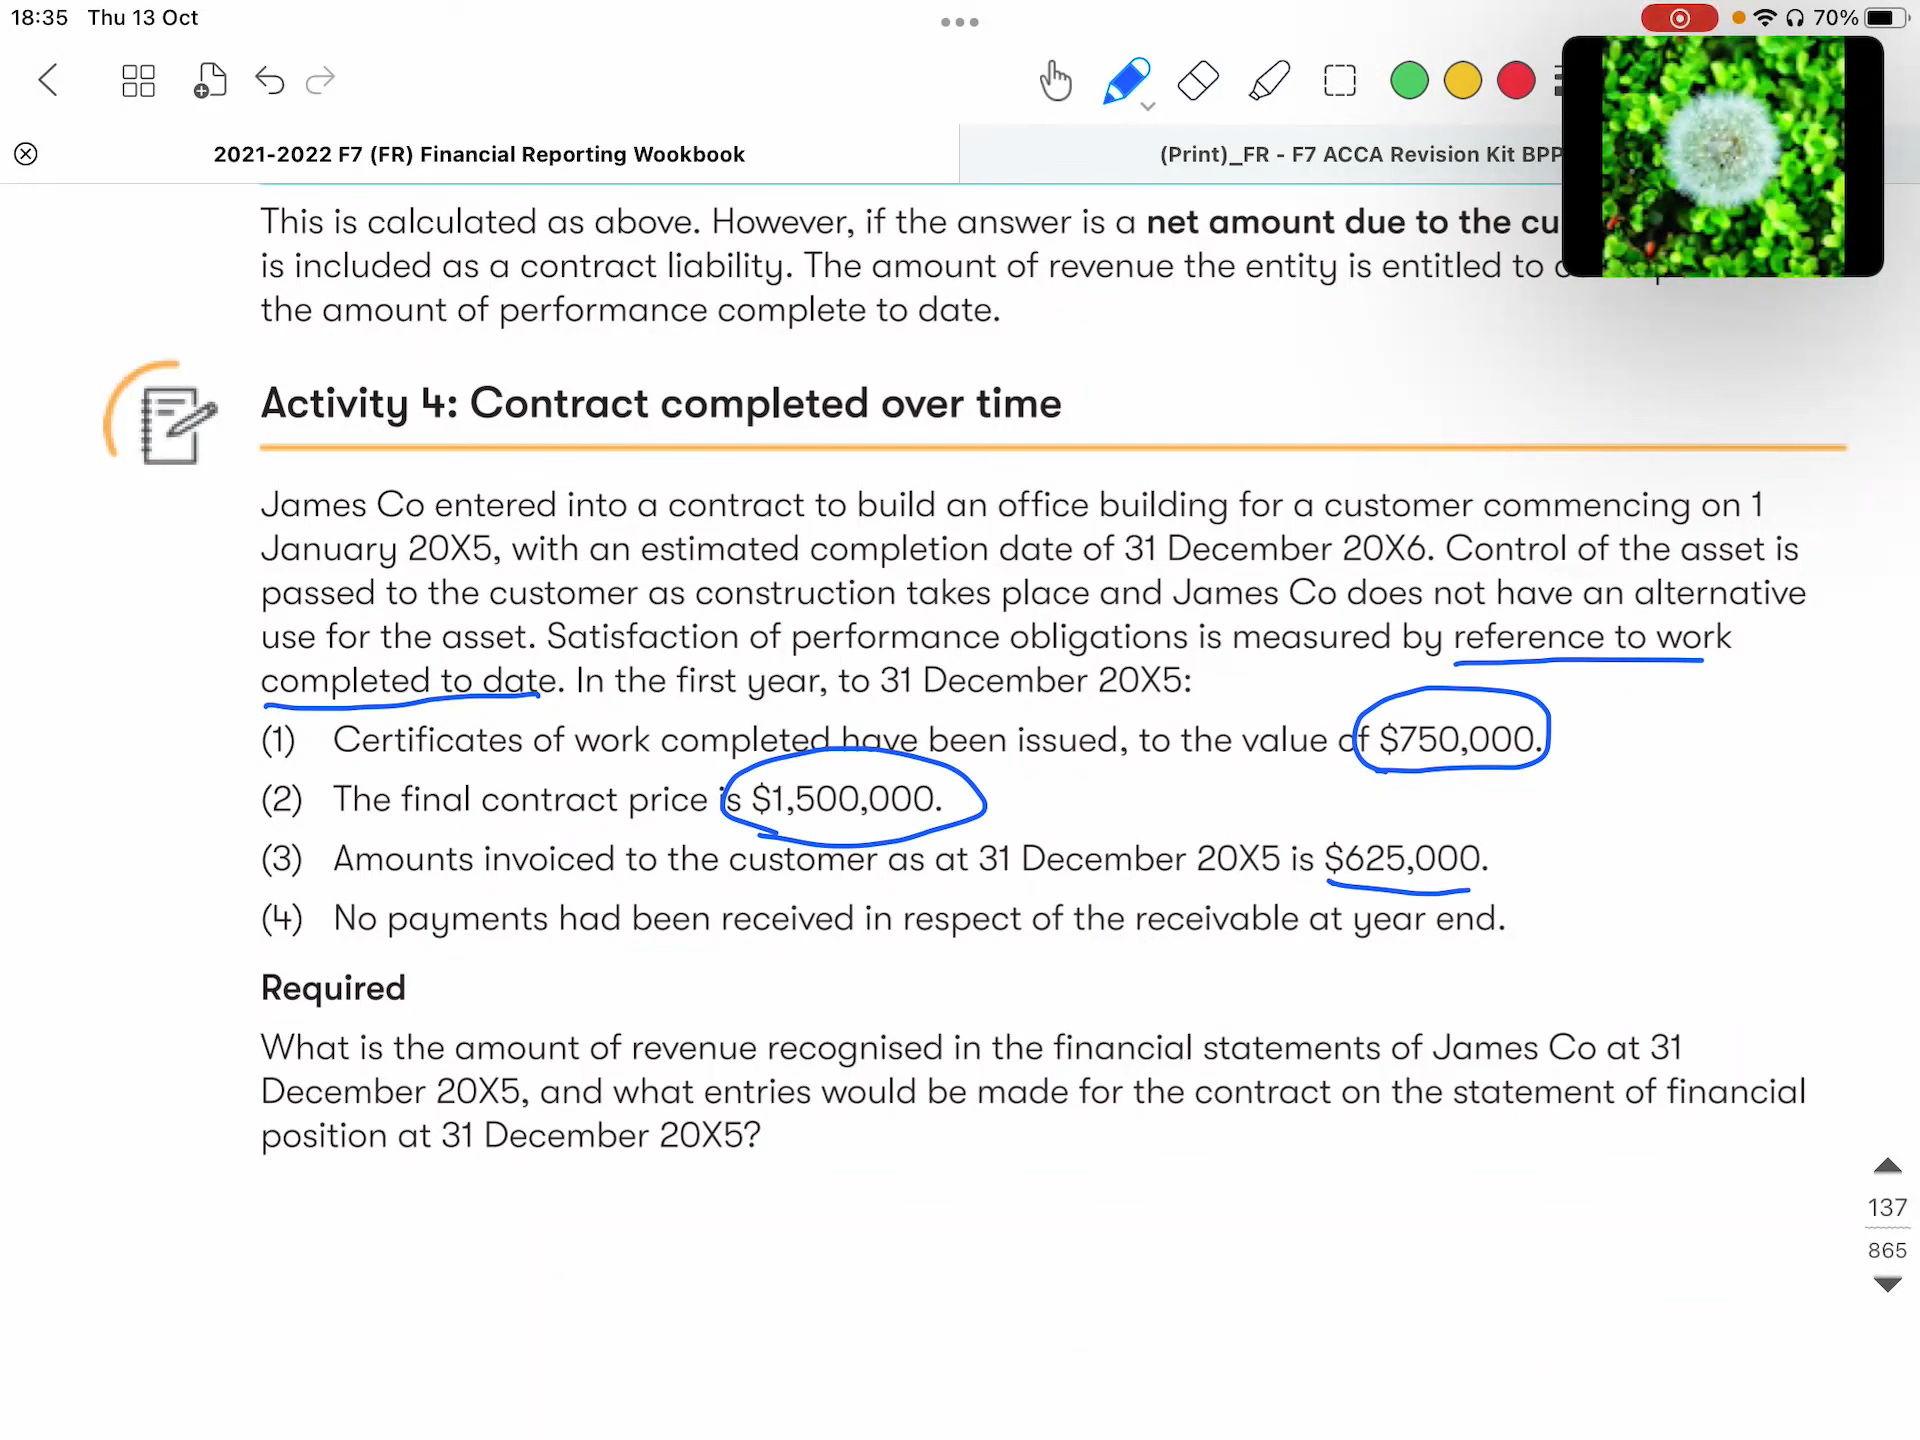 18:35 Thu 13 Oct
70%
2021-2022 F7 (FR) Financial Reporting Wookbook
(Print)_FR - F7 ACCA Revision Kit BPP
This is calculated as above. However, if the answer is a net amount due to the cu
is included as a contract liability. The amount of revenue the entity is entitled to
the amount of performance complete to date.
Activity 4: Contract completed over time
James Co entered into a contract to build an office building for a customer commencing on 1
January 20X5, with an estimated completion date of 31 December 20X6. Control of the asset is
passed to the customer as construction takes place and James Co does not have an alternative
use for the asset. Satisfaction of performance obligations is measured by reference to work
completed to date. In the first year, to 31 December 20X5:
(1) Certificates of work completed have been issued, to the value of $750,000.
(2) The final contract price is $1,500,000.
(3) Amounts invoiced to the customer as at 31 December 20X5 is $625,000.
(4) No payments had been received in respect of the receivable at year end.
Required
What is the amount of revenue recognised in the financial statements of James Co at 31
December 20X5, and what entries would be made for the contract on the statement of financial
position at 31 December 20X5?
137
865